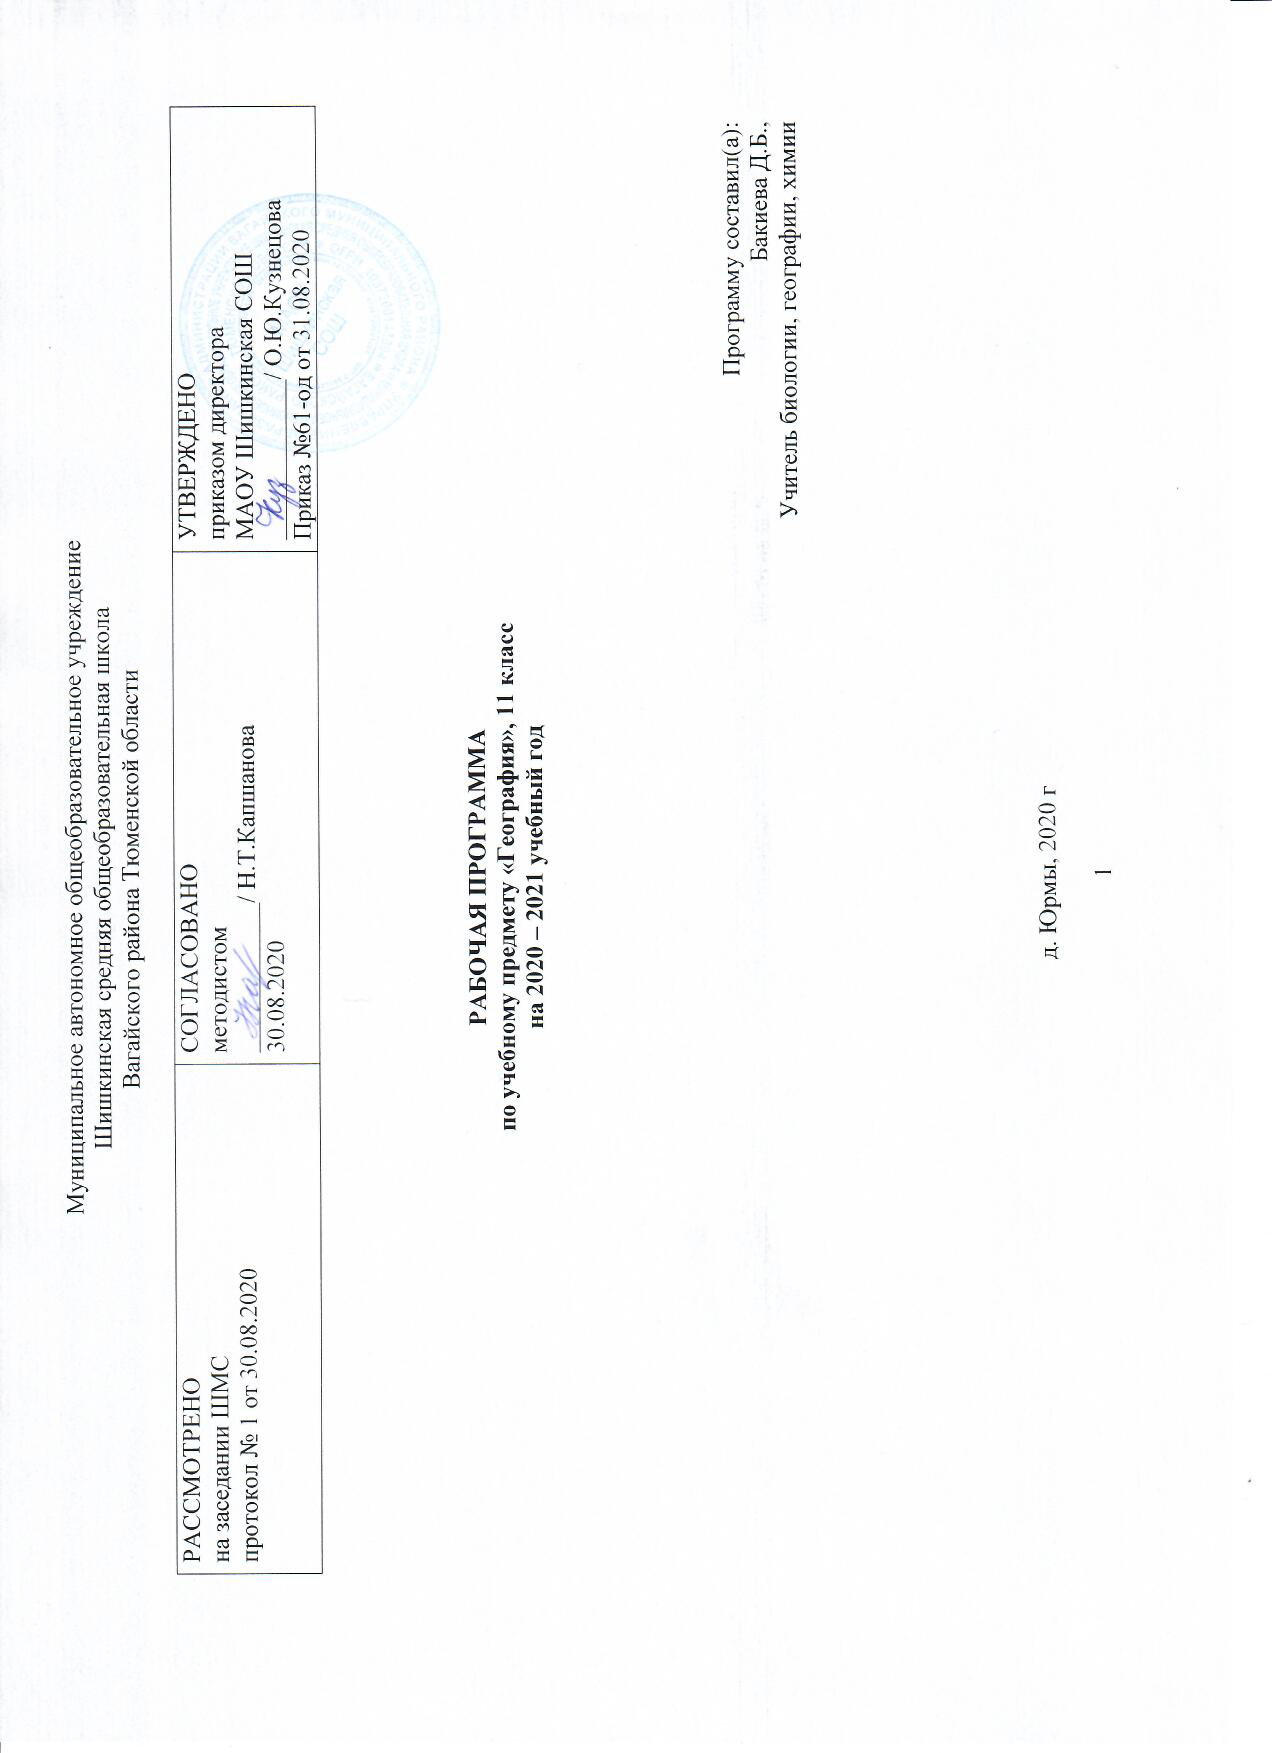 Муниципальное автономное общеобразовательное учреждение
Шишкинская средняя общеобразовательная школа
Вагайского района Тюменской области
РАССМОТРЕНО
на заседании ШМС
протокол № 1 от 30.08.2020
СОГЛАСОВАНО
методистом
/ Н.Т.Капшанова
30.08.2020
УТВЕРЖДЕНО
приказом директора
МАОУ Шишкинская СОШ
/ О.Ю.Кузнецова
Приказ №61-од от 31.08.2020
РАБОЧАЯ ПРОГРАММА
по учебному предмету «География», 11 класс
на 2020 – 2021 учебный год
Программу составил(а):
Бакиева Д.Б.,
Учитель биологии, географии, химии
д. Юрмы, 2020 г
1